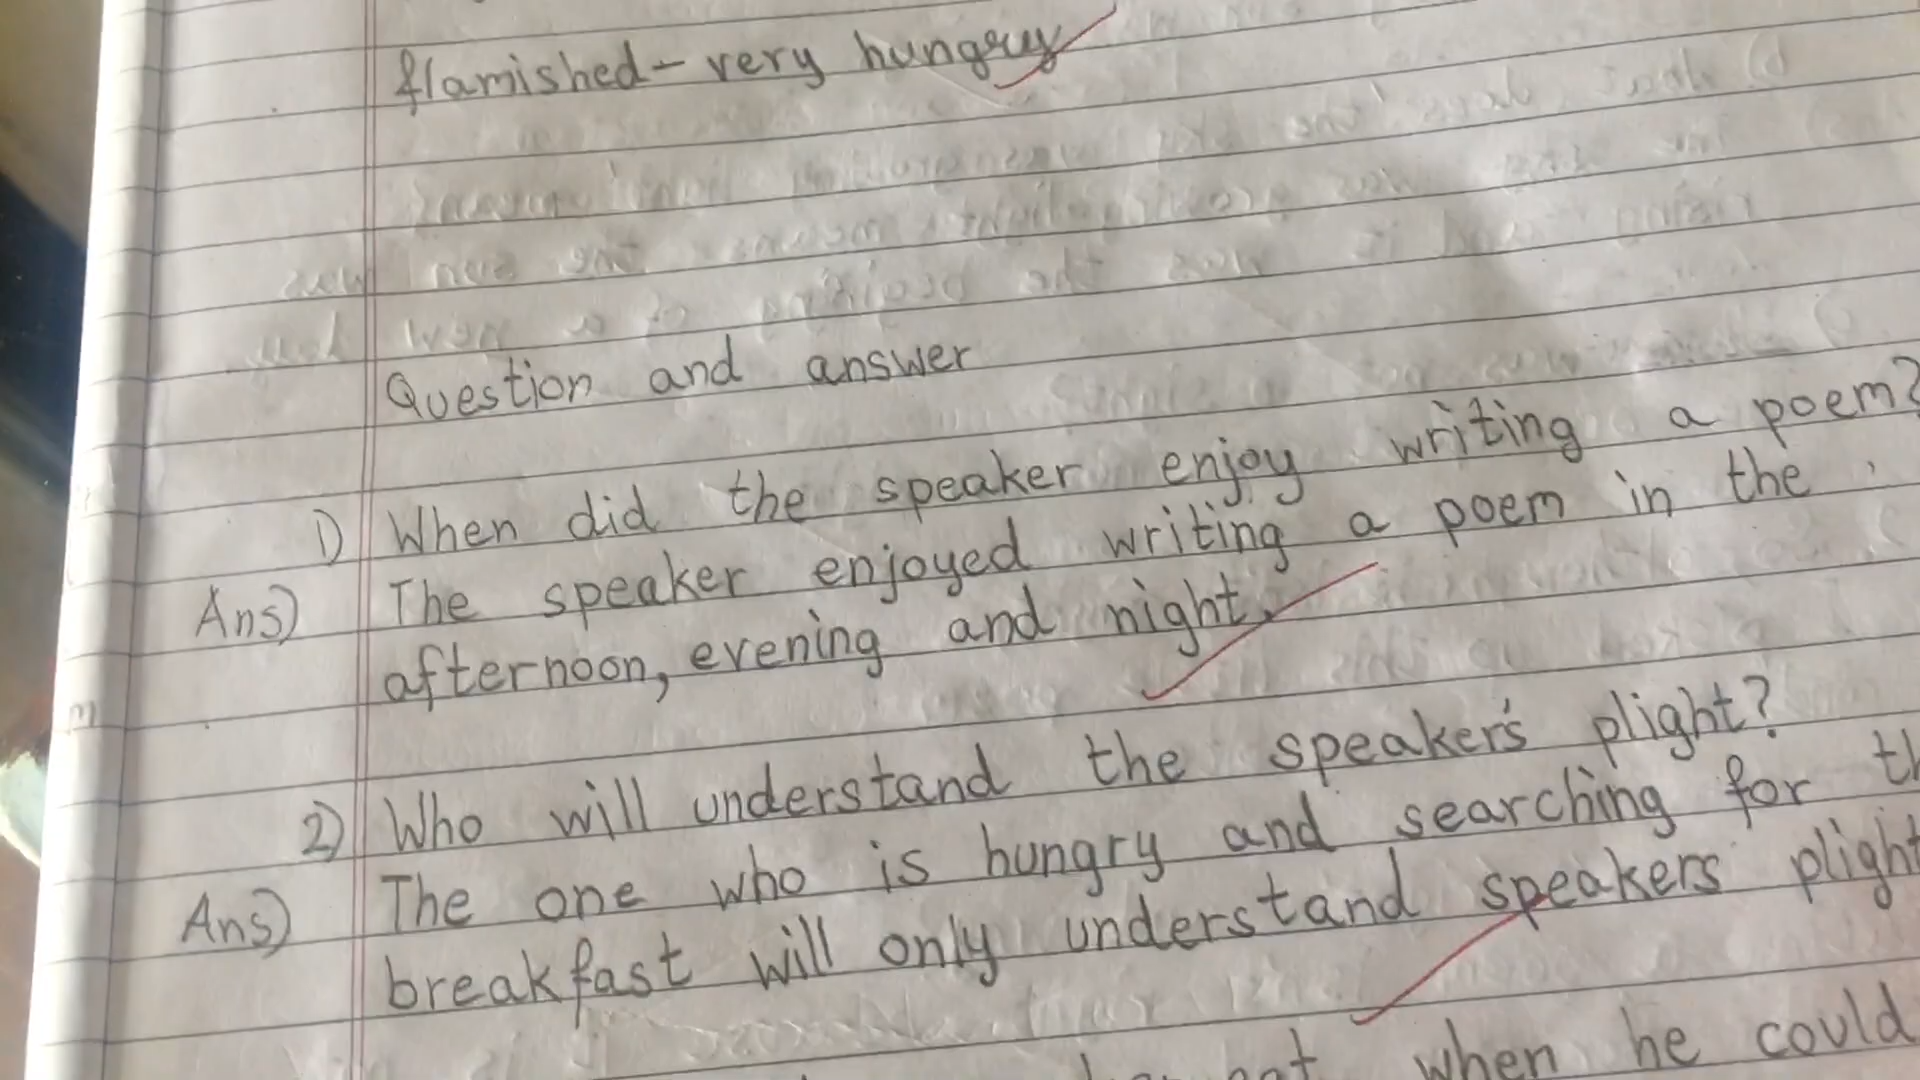 flamished - very hungry
Question and answer
1) When did the speaker enjoy writing a poem?
Ans) The speaker enjoyed writing a poem in the
afternoon, evening and night.
2) Who will understand the speaker's plight?
Ans) The one who is hungry and searching for
breakfast will only understand speakers plight
when he could